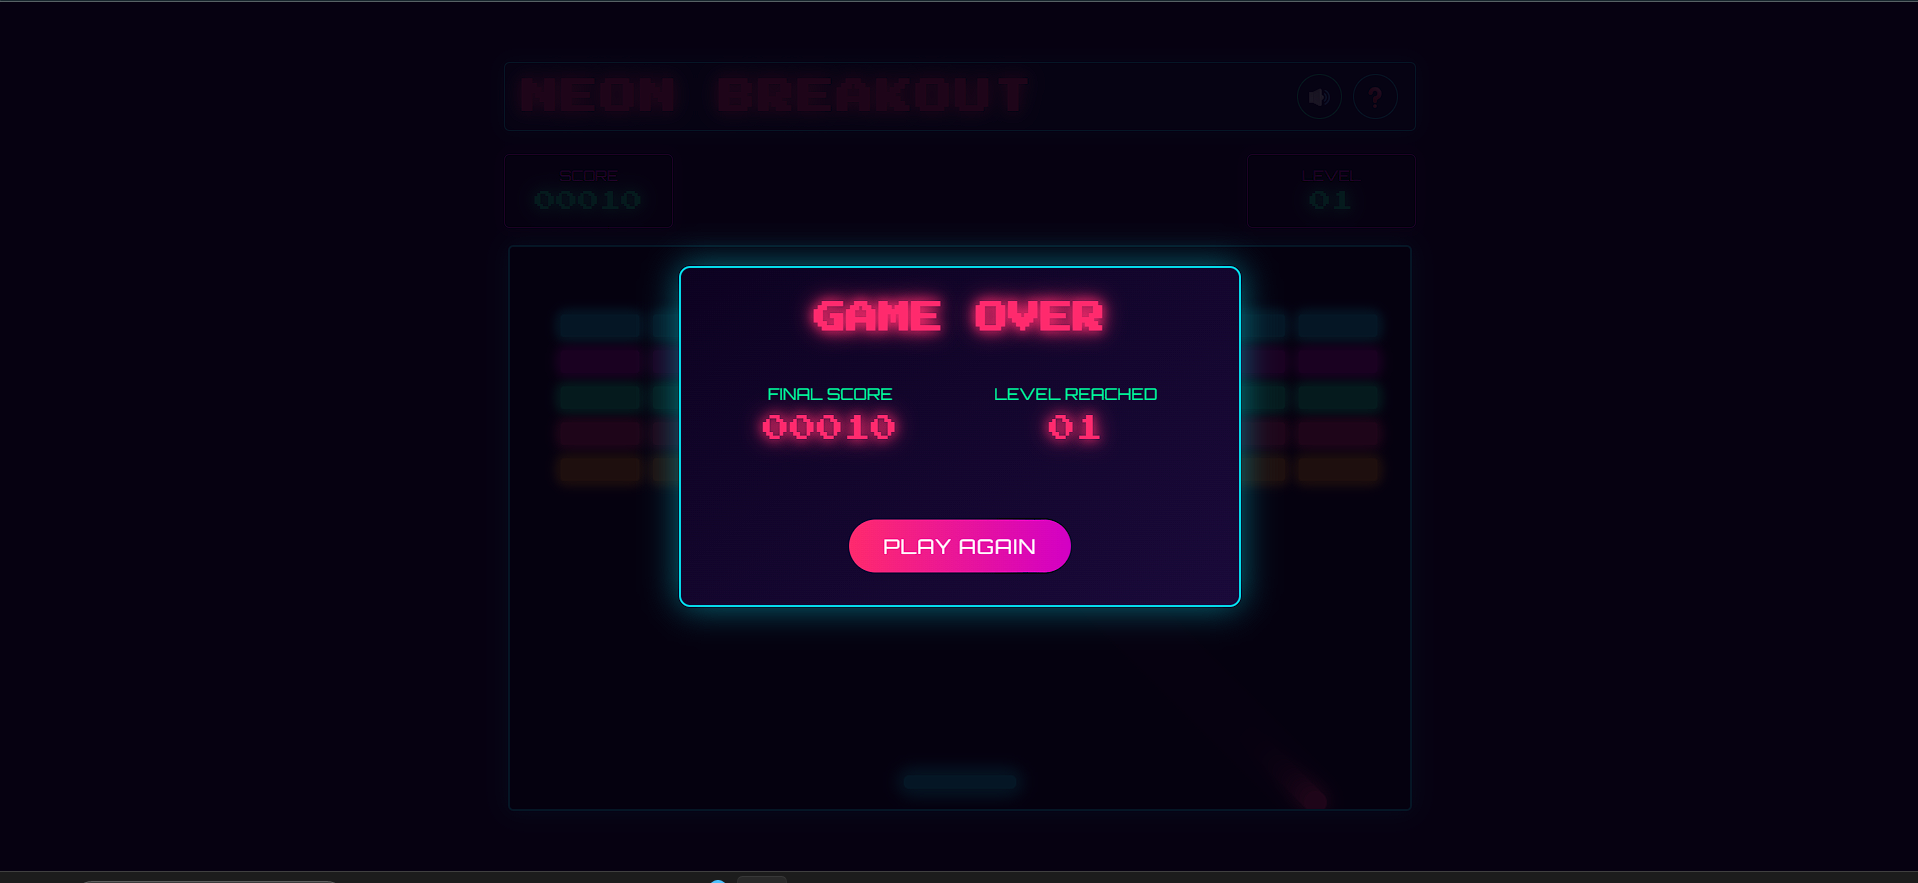 NEON BREAKOUT
?
SCORE
00010
LEVEL
01
GAME OVER
FINAL SCORE
00010
LEVEL REACHED
01
PLAY AGAIN